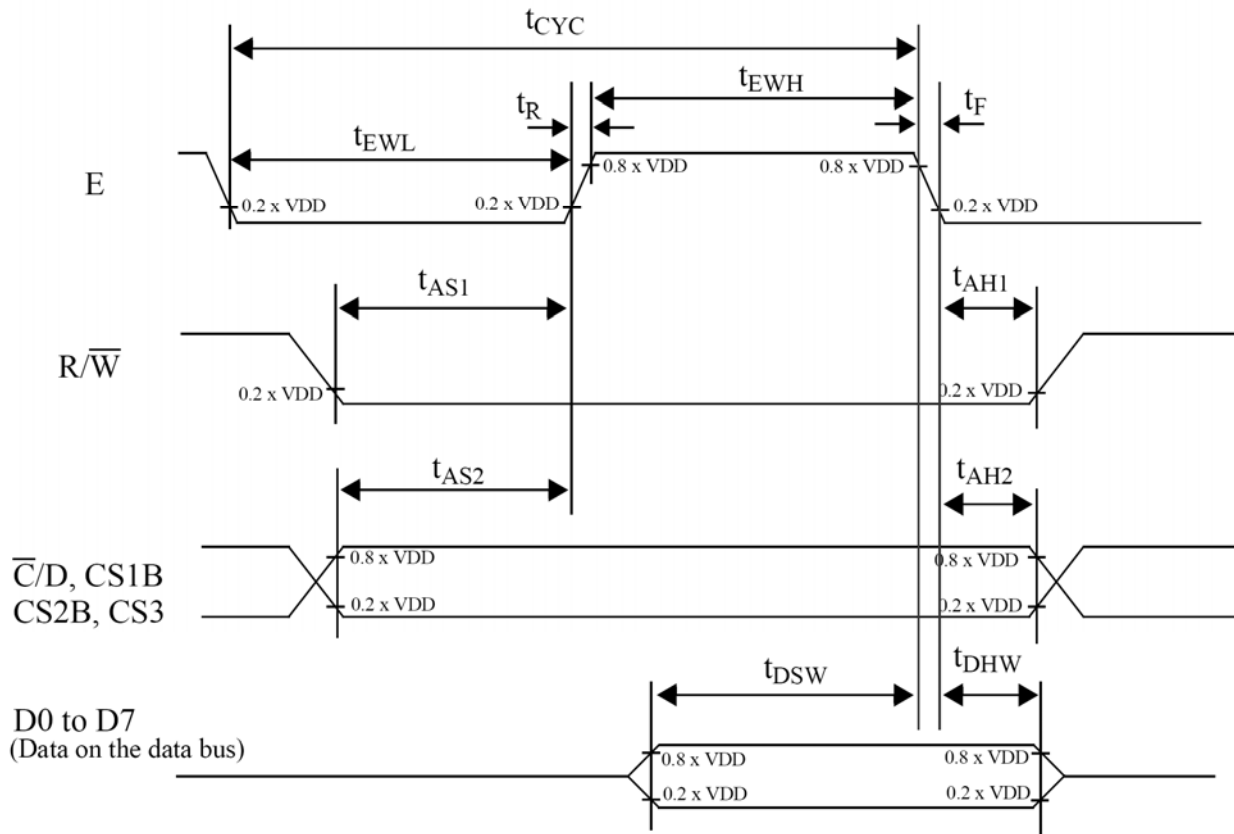 tCYC
tEWH
tR
tF
tEWL
E
0.8 x VDD
0.8 x VDD
0.2 x VDD
0.2 x VDD
0.2 x VDD
tAS1
tAH1
R/W̅
0.2 x VDD
0.2 x VDD
tAS2
tAH2
C̅/D, CS1B
CS2B, CS3
0.8 x VDD
0.8 x VDD
0.2 x VDD
0.2 x VDD
tDSW
tDHW
D0 to D7
(Data on the data bus)
0.8 x VDD
0.8 x VDD
0.2 x VDD
0.2 x VDD